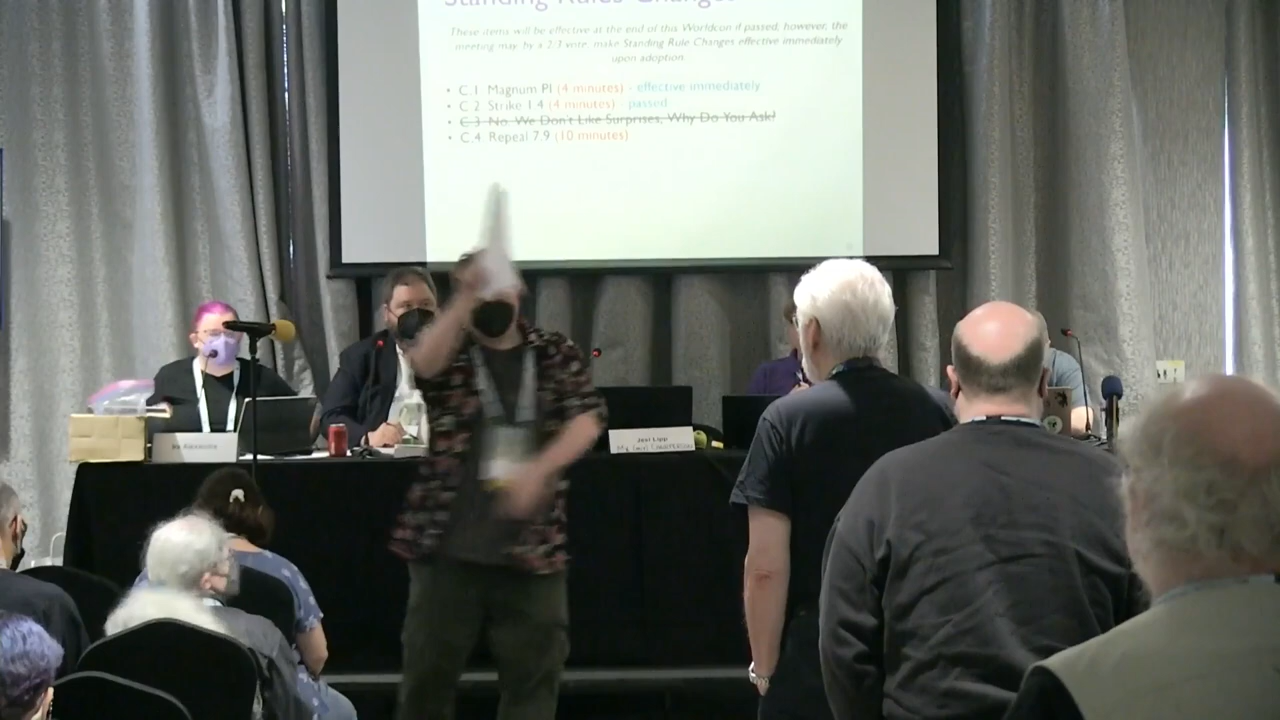 Standing Rules Changes
These items will be effective at the end of this Worldcon if passed, however, the
meeting may, by a 2/3 vote, make Standing Rule Changes effective immediately
upon adoption.
• C.1 Magnum PI (4 minutes) - effective immediately
• C.2 Strike 1.4 (4 minutes) - passed
• C.3 No, We Don't Like Surprises, Why Do You Ask?
• C.4 Repeal 7.9 (10 minutes)